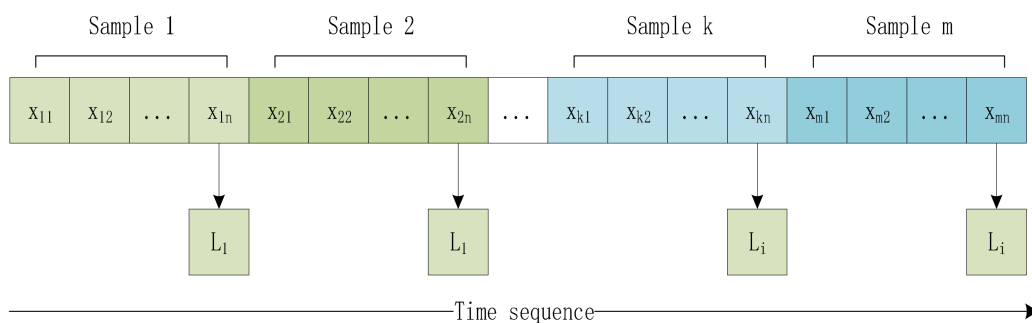 Sample 1 Sample 2 Sample k Sample m
x11 x12 ... x1n x21 x22 ... x2n ... xk1 xk2 ... xkn xm1 xm2 ... xmn
L1 L1 Li Li
Time sequence